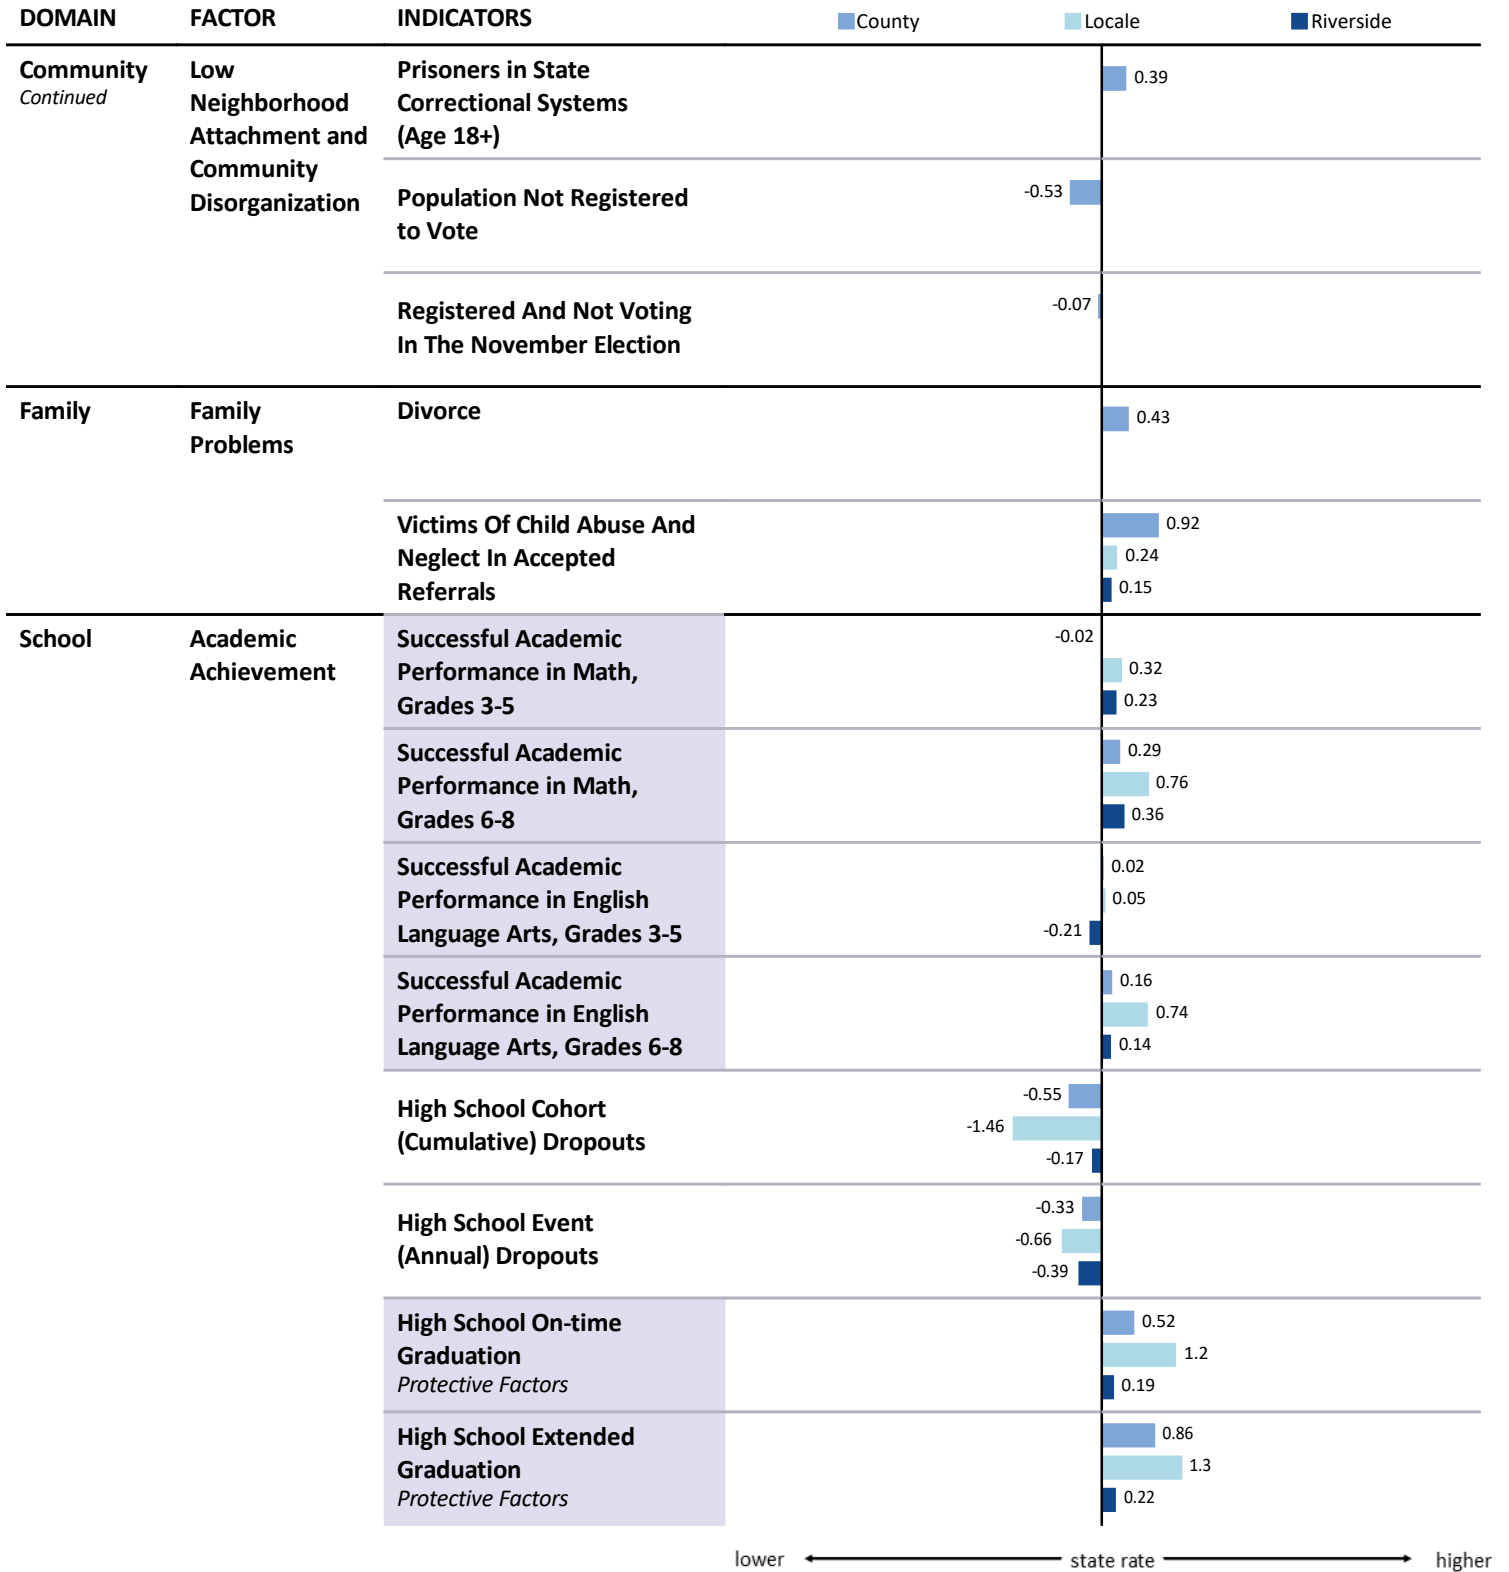 DOMAIN FACTOR INDICATORS County Locale Riverside
Community
Continued
Low
Neighborhood
Attachment and
Community
Disorganization
Prisoners in State
Correctional Systems
(Age 18+)
0.39
Population Not Registered
to Vote
-0.53
Registered And Not Voting
In The November Election
-0.07
Family
Family
Problems
Divorce
0.43
Victims Of Child Abuse And
Neglect In Accepted
Referrals
0.92
0.24
0.15
School
Academic
Achievement
Successful Academic
Performance in Math,
Grades 3-5
-0.02
0.32
0.23
Successful Academic
Performance in Math,
Grades 6-8
0.29
0.76
0.36
Successful Academic
Performance in English
Language Arts, Grades 3-5
0.02
0.05
-0.21
Successful Academic
Performance in English
Language Arts, Grades 6-8
0.16
0.74
0.14
High School Cohort
(Cumulative) Dropouts
-0.55
-1.46
-0.17
High School Event
(Annual) Dropouts
-0.33
-0.66
-0.39
High School On-time
Graduation
Protective Factors
0.52
1.2
0.19
High School Extended
Graduation
Protective Factors
0.86
1.3
0.22
lower state rate higher